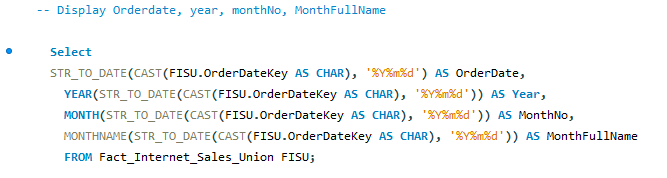 -- Display Orderdate, year, monthNo, MonthFullName
Select
STR_TO_DATE(CAST(FISU.OrderDateKey AS CHAR), '%Y%m%d') AS OrderDate,
YEAR(STR_TO_DATE(CAST(FISU.OrderDateKey AS CHAR), '%Y%m%d')) AS Year,
MONTH(STR_TO_DATE(CAST(FISU.OrderDateKey AS CHAR), '%Y%m%d')) AS MonthNo,
MONTHNAME(STR_TO_DATE(CAST(FISU.OrderDateKey AS CHAR), '%Y%m%d')) AS MonthFullName
FROM Fact_Internet_Sales_Union FISU;